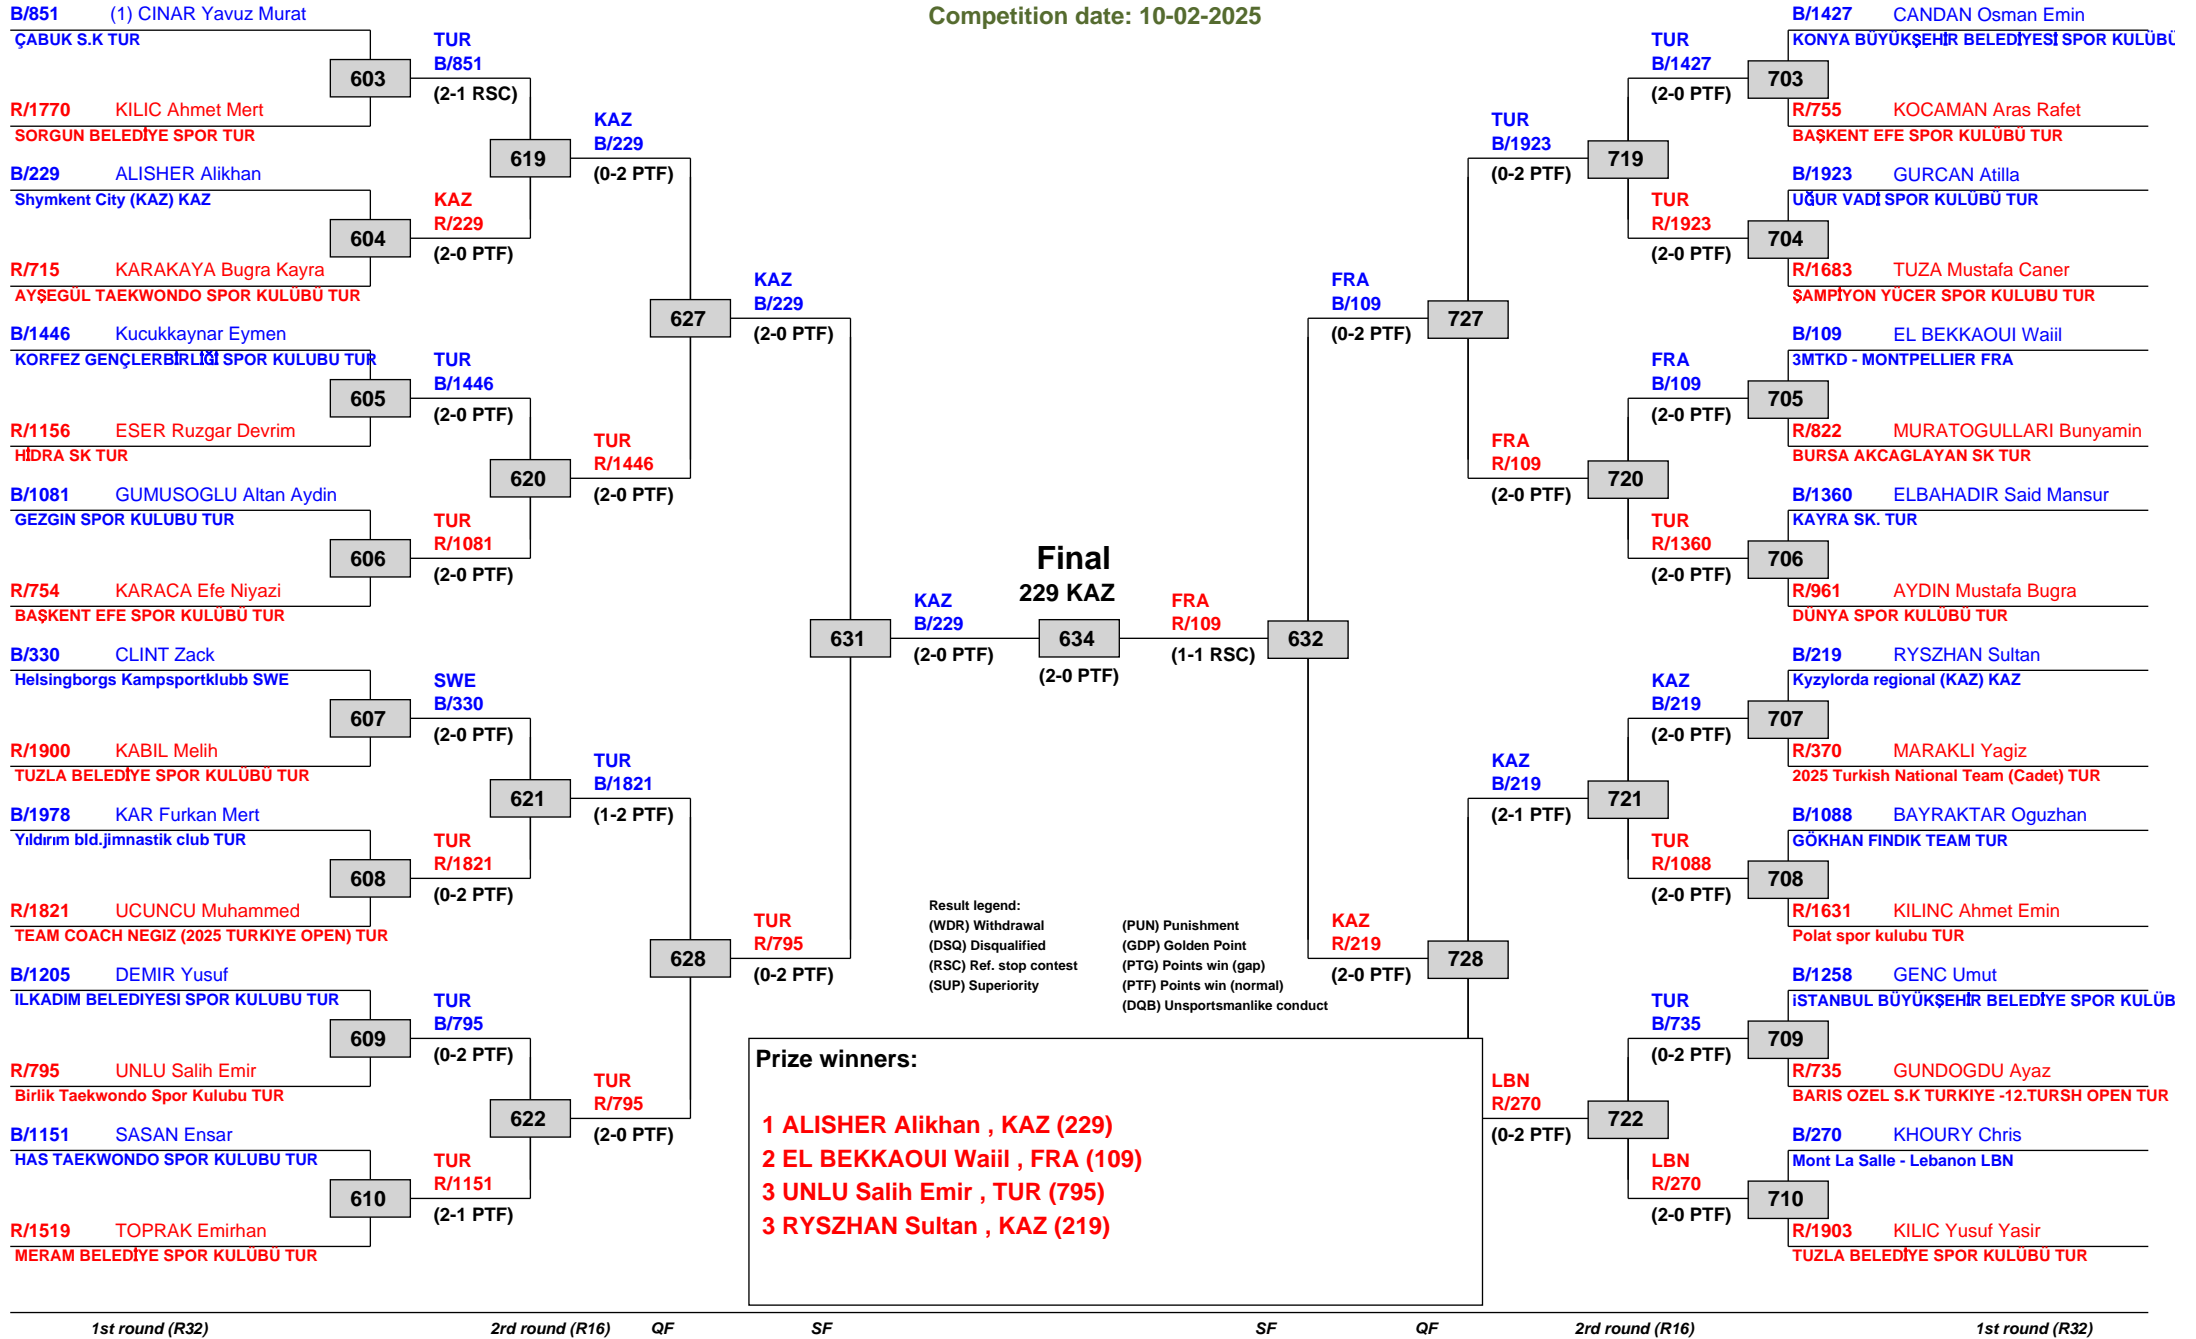 Competition date: 10-02-2025
B/851 (1) CINAR Yavuz Murat
ÇABUK S.K TUR
603
R/1770 KILIC Ahmet Mert
SORGUN BELEDİYE SPOR TUR
B/229 ALISHER Alikhan
Shymkent City (KAZ) KAZ
604
R/715 KARAKAYA Bugra Kayra
AYŞEGÜL TAEKWONDO SPOR KULÜBÜ TUR
B/1446 Kucukkaynar Eymen
KORFEZ GENÇLERBİRLİĞİ SPOR KULUBU TUR
605
R/1156 ESER Ruzgar Devrim
HİDRA SK TUR
B/1081 GUMUSOGLU Altan Aydin
GEZGIN SPOR KULUBU TUR
606
R/754 KARACA Efe Niyazi
BAŞKENT EFE SPOR KULÜBÜ TUR
B/330 CLINT Zack
Helsingborgs Kampsportklubb SWE
607
R/1900 KABIL Melih
TUZLA BELEDİYE SPOR KULÜBÜ TUR
B/1978 KAR Furkan Mert
Yıldırım bld.jimnastik club TUR
608
R/1821 UCUNCU Muhammed
TEAM COACH NEGIZ (2025 TURKIYE OPEN) TUR
B/1205 DEMIR Yusuf
ILKADIM BELEDIYESI SPOR KULUBU TUR
609
R/795 UNLU Salih Emir
Birlik Taekwondo Spor Kulubu TUR
B/1151 SASAN Ensar
HAS TAEKWONDO SPOR KULUBU TUR
610
R/1519 TOPRAK Emirhan
MERAM BELEDİYE SPOR KULÜBÜ TUR
TUR
B/851
(2-1 RSC)
619
KAZ
R/229
(2-0 PTF)
TUR
B/1446
(2-0 PTF)
620
TUR
R/1081
(2-0 PTF)
SWE
B/330
(2-0 PTF)
621
TUR
R/1821
(0-2 PTF)
TUR
B/795
(0-2 PTF)
622
TUR
R/1151
(2-1 PTF)
KAZ
B/229
(0-2 PTF)
627
TUR
R/1446
(2-0 PTF)
TUR
B/1821
(1-2 PTF)
628
TUR
R/795
(2-0 PTF)
KAZ
B/229
(2-0 PTF)
631
TUR
R/795
(0-2 PTF)
KAZ
B/229
(2-0 PTF)
Final
229 KAZ
634
(2-0 PTF)
FRA
R/109
(1-1 RSC)
632
FRA
B/109
(0-2 PTF)
727
KAZ
R/219
(2-0 PTF)
728
TUR
B/1923
(0-2 PTF)
719
FRA
R/109
(2-0 PTF)
720
KAZ
B/219
(2-1 PTF)
721
LBN
R/270
(0-2 PTF)
722
TUR
B/1427
(2-0 PTF)
TUR
R/1923
(2-0 PTF)
FRA
B/109
(2-0 PTF)
TUR
R/1360
(2-0 PTF)
KAZ
B/219
(2-0 PTF)
TUR
R/1088
(2-0 PTF)
TUR
B/735
(0-2 PTF)
LBN
R/270
(2-0 PTF)
B/1427 CANDAN Osman Emin
KONYA BÜYÜKŞEHİR BELEDİYESİ SPOR KULÜBÜ
703
R/755 KOCAMAN Aras Rafet
BAŞKENT EFE SPOR KULÜBÜ TUR
B/1923 GURCAN Atilla
UĞUR VADİ SPOR KULÜBÜ TUR
704
R/1683 TUZA Mustafa Caner
ŞAMPİYON YÜCER SPOR KULUBU TUR
B/109 EL BEKKAOUI Waiil
3MTKD - MONTPELLIER FRA
705
R/822 MURATOGULLARI Bunyamin
BURSA AKCAGLAYAN SK TUR
B/1360 ELBAHADIR Said Mansur
KAYRA SK. TUR
706
R/961 AYDIN Mustafa Bugra
DÜNYA SPOR KULÜBÜ TUR
B/219 RYSZHAN Sultan
Kyzylorda regional (KAZ) KAZ
707
R/370 MARAKLI Yagiz
2025 Turkish National Team (Cadet) TUR
B/1088 BAYRAKTAR Oguzhan
GÖKHAN FINDIK TEAM TUR
708
R/1631 KILINC Ahmet Emin
Polat spor kulubu TUR
B/1258 GENC Umut
iSTANBUL BÜYÜKŞEHİR BELEDİYE SPOR KULÜB
709
R/735 GUNDOGDU Ayaz
BARIS OZEL S.K TURKIYE -12.TURSH OPEN TUR
B/270 KHOURY Chris
Mont La Salle - Lebanon LBN
710
R/1903 KILIC Yusuf Yasir
TUZLA BELEDİYE SPOR KULÜBÜ TUR
Result legend:
(WDR) Withdrawal (PUN) Punishment
(DSQ) Disqualified (GDP) Golden Point
(RSC) Ref. stop contest (PTG) Points win (gap)
(SUP) Superiority (PTF) Points win (normal)
(DQB) Unsportsmanlike conduct
Prize winners:
1 ALISHER Alikhan , KAZ (229)
2 EL BEKKAOUI Waiil , FRA (109)
3 UNLU Salih Emir , TUR (795)
3 RYSZHAN Sultan , KAZ (219)
1st round (R32) 2rd round (R16) QF SF SF QF 2rd round (R16) 1st round (R32)